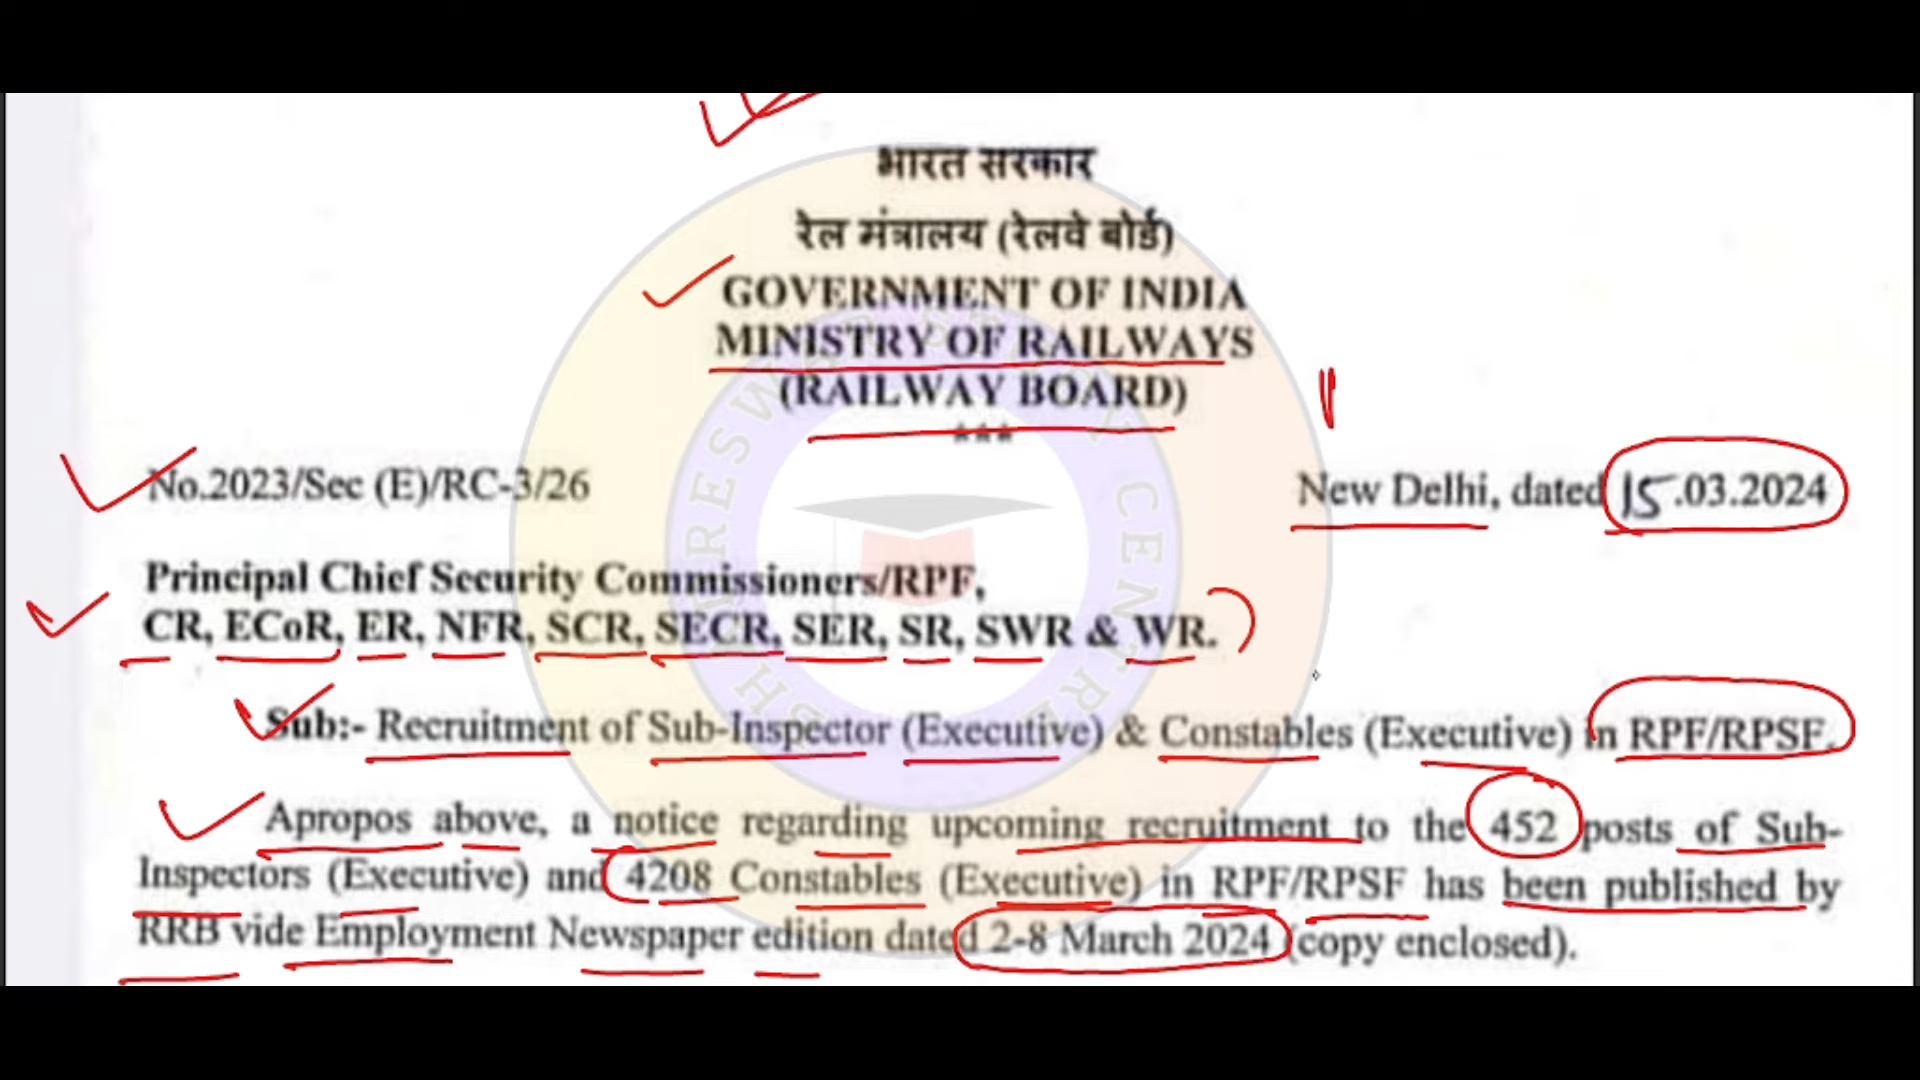 भारत सरकार
रेल मंत्रालय (रेलवे बोर्ड)
GOVERNMENT OF INDIA
MINISTRY OF RAILWAYS
(RAILWAY BOARD)
***
No.2023/Sec (E)/RC-3/26
New Delhi, dated 15.03.2024
Principal Chief Security Commissioners/RPF,
CR, ECoR, ER, NFR, SCR, SECR, SER, SR, SWR & WR.
Sub:- Recruitment of Sub-Inspector (Executive) & Constables (Executive) in RPF/RPSF.
Apropos above, a notice regarding upcoming recruitment to the 452 posts of Sub-
Inspectors (Executive) and 4208 Constables (Executive) in RPF/RPSF has been published by
RRB vide Employment Newspaper edition dated 2-8 March 2024 (copy enclosed).